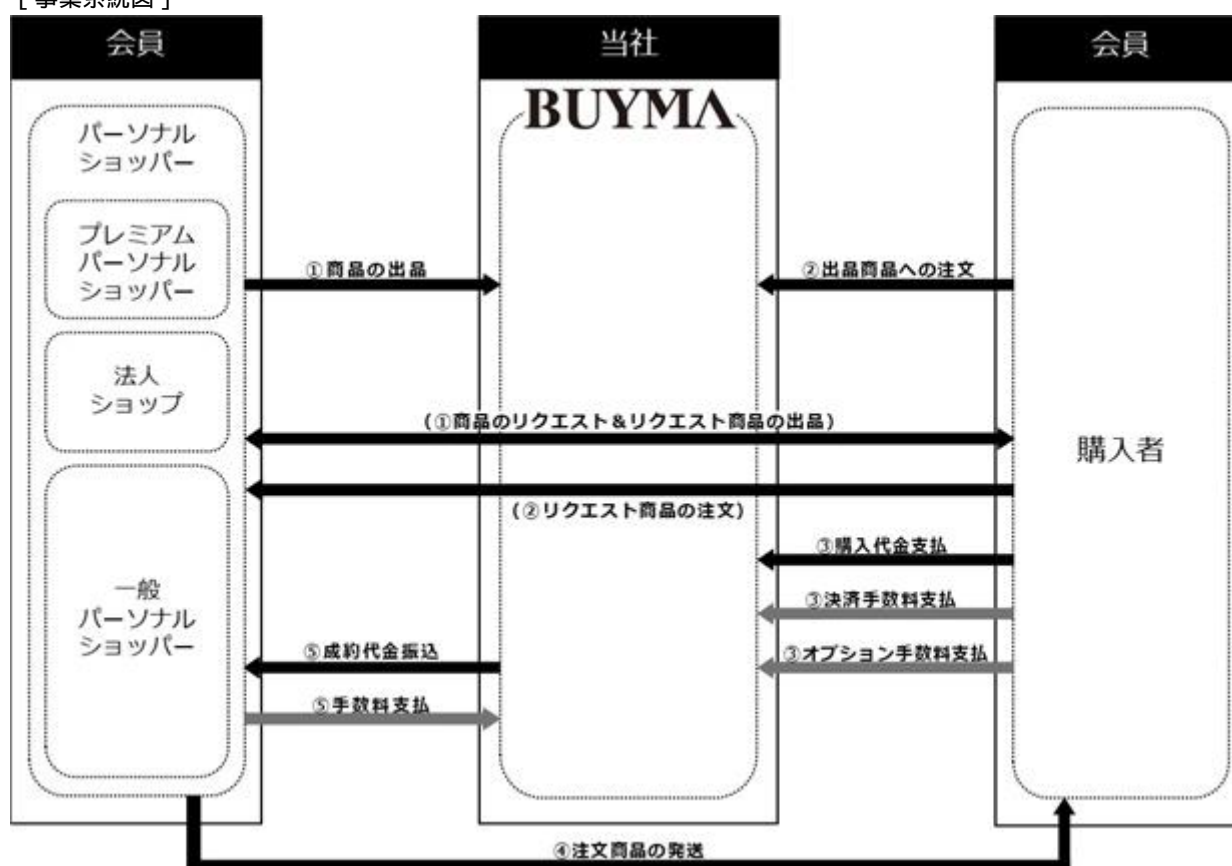 [ 事業系統図 ]
会員
当社
会員
BUYMA
パーソナル
ショッパー
プレミアム
パーソナル
ショッパー
①商品の出品
②出品商品への注文
法人
ショップ
(①商品のリクエスト&リクエスト商品の出品)
購入者
(②リクエスト商品の注文)
③購入代金支払
一般
パーソナル
ショッパー
③決済手数料支払
⑤成約代金振込
③オプション手数料支払
⑤手数料支払
④注文商品の発送